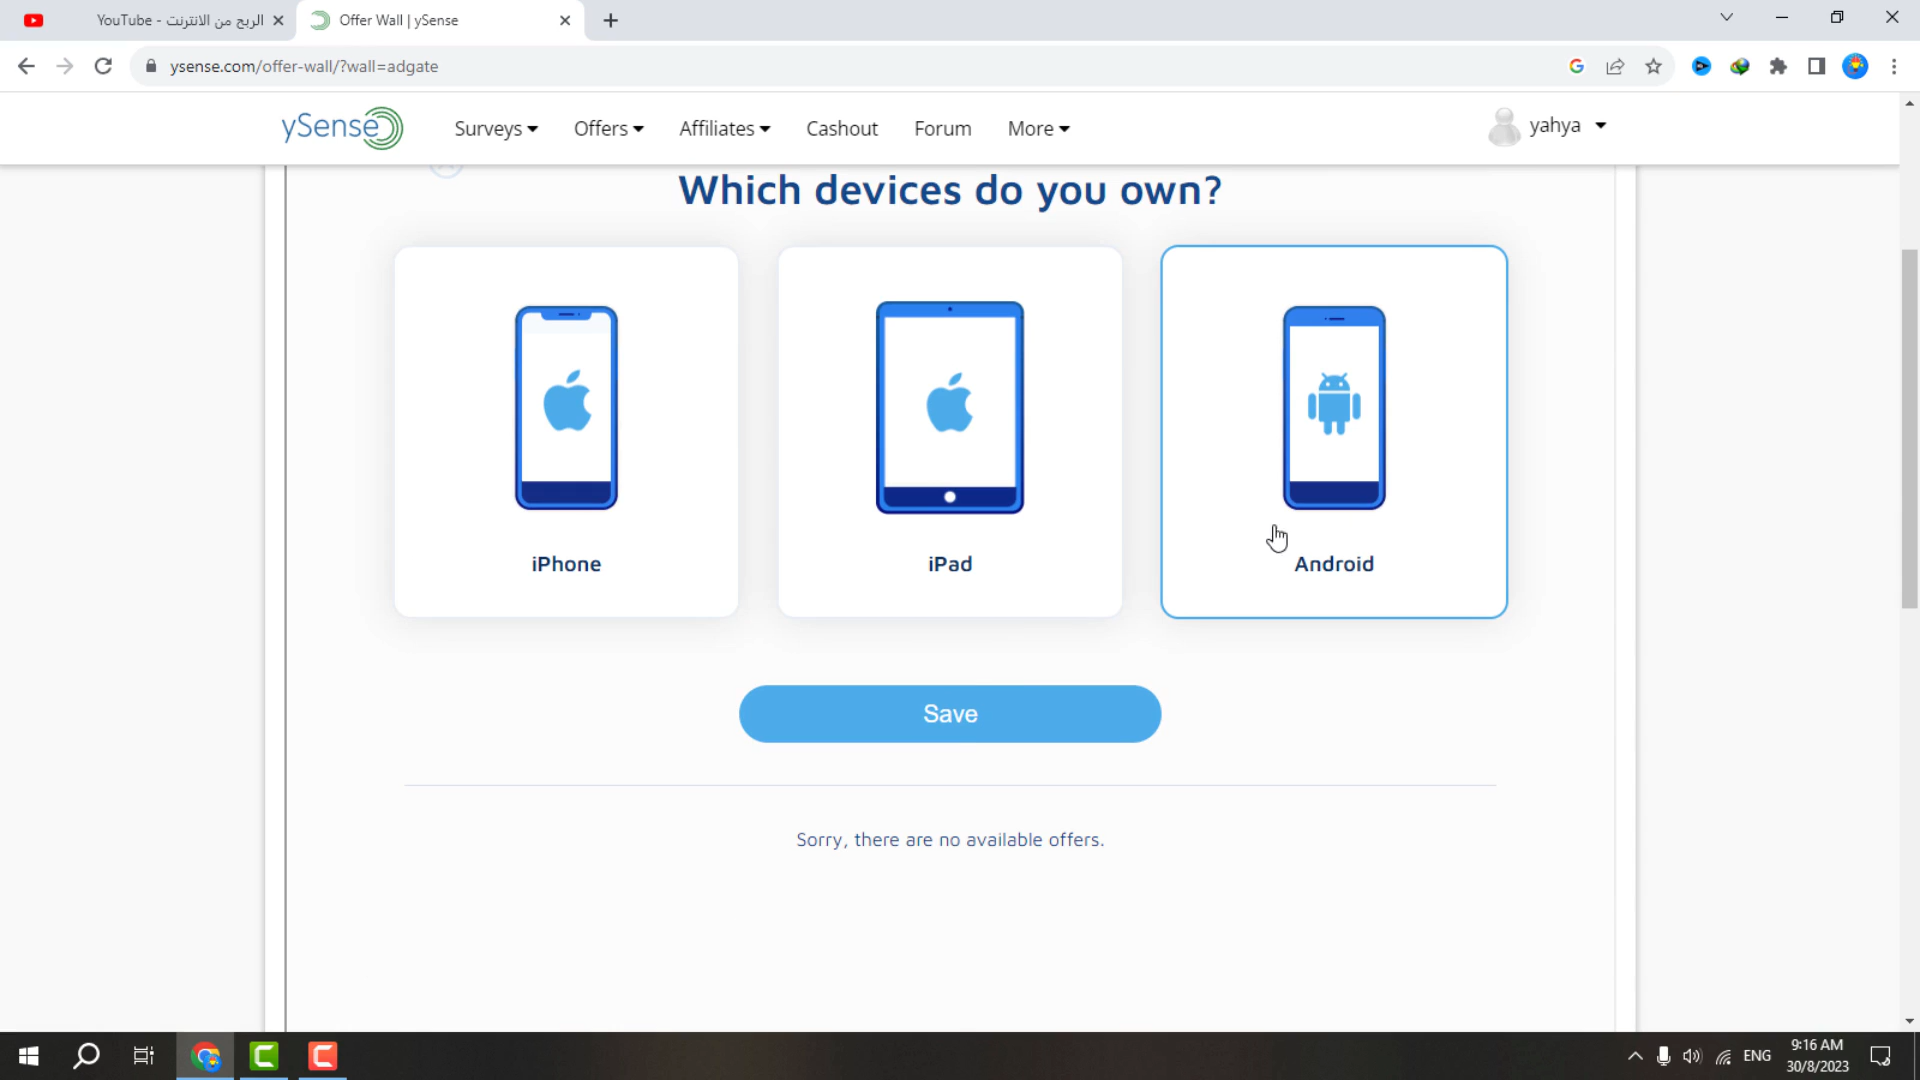 YouTube - الربح من الانترنت
Offer Wall | ySense
ysense.com/offer-wall/?wall=adgate
ySense
Surveys
Offers
Affiliates
Cashout
Forum
More
yahya
Which devices do you own?
iPhone
iPad
Android
Save
Sorry, there are no available offers.
ENG
9:16 AM
30/8/2023